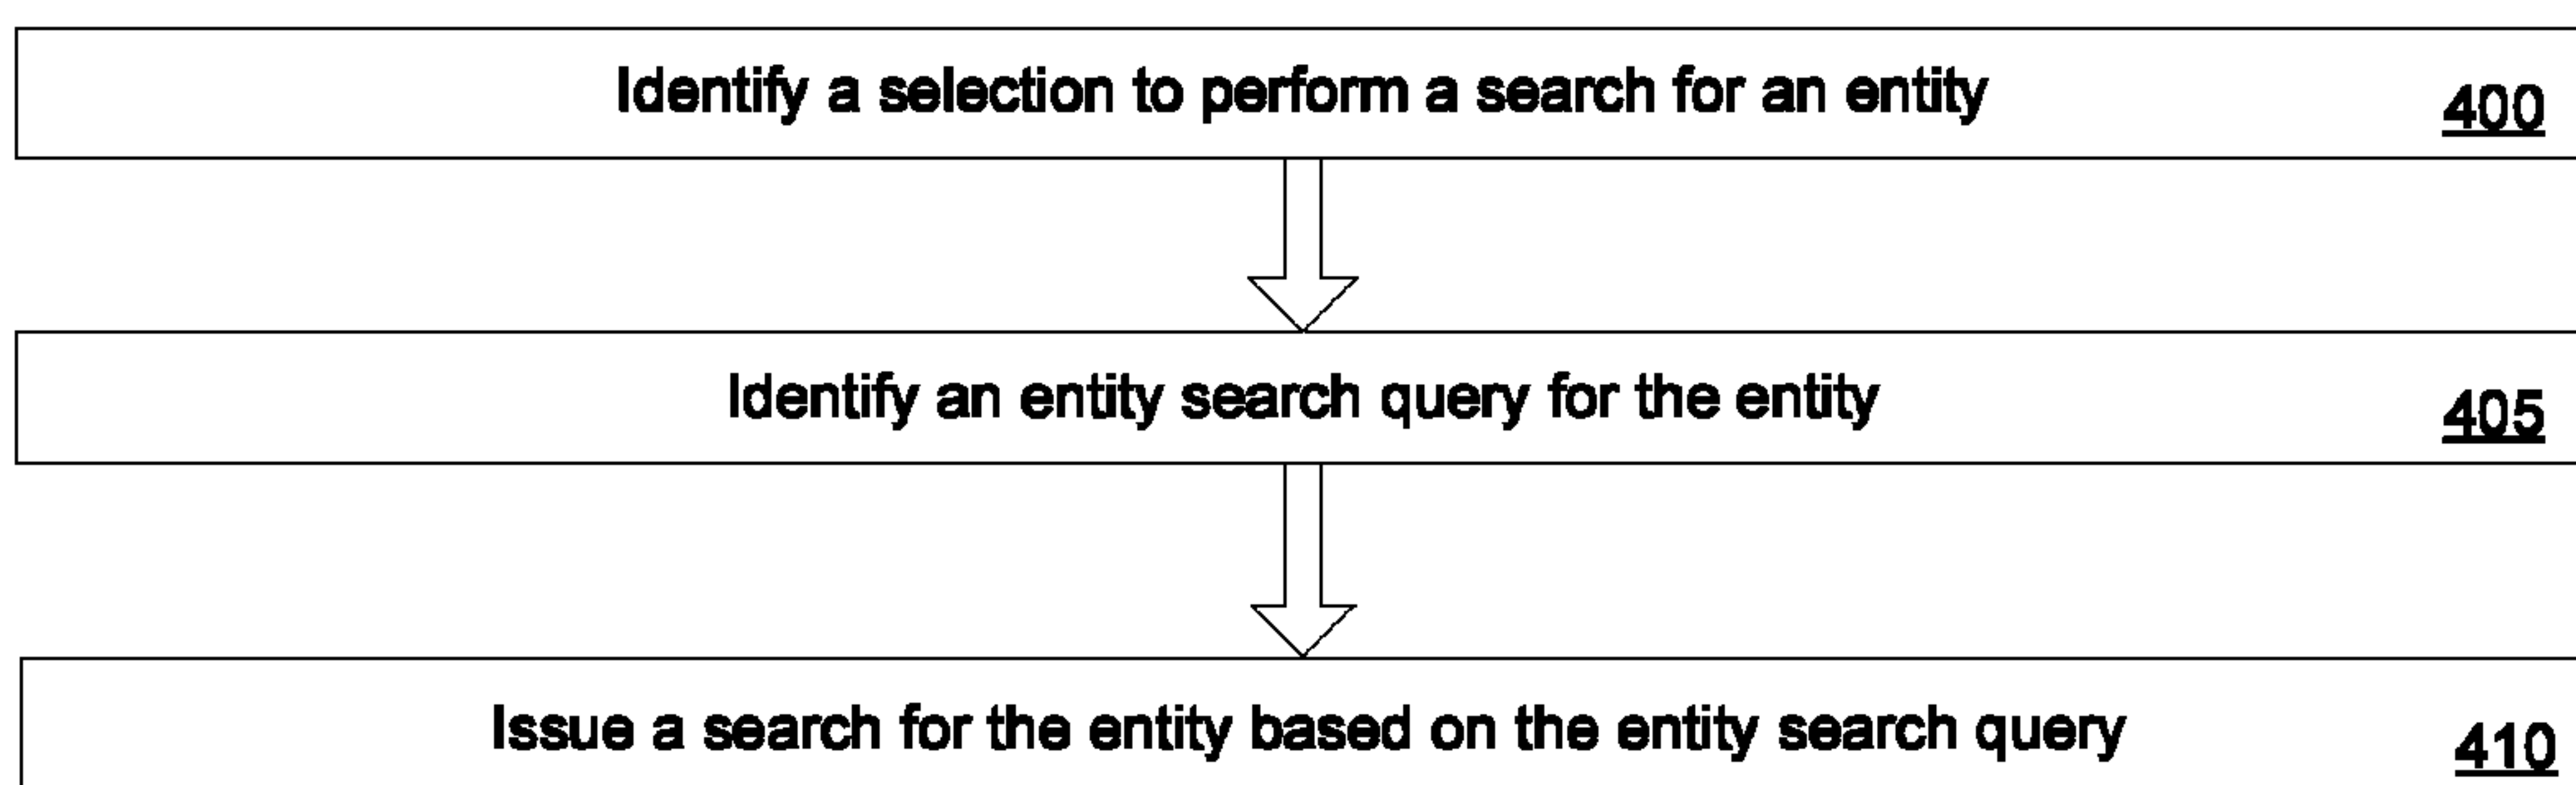 Identify a selection to perform a search for an entity 400
Identify an entity search query for the entity 405
Issue a search for the entity based on the entity search query 410